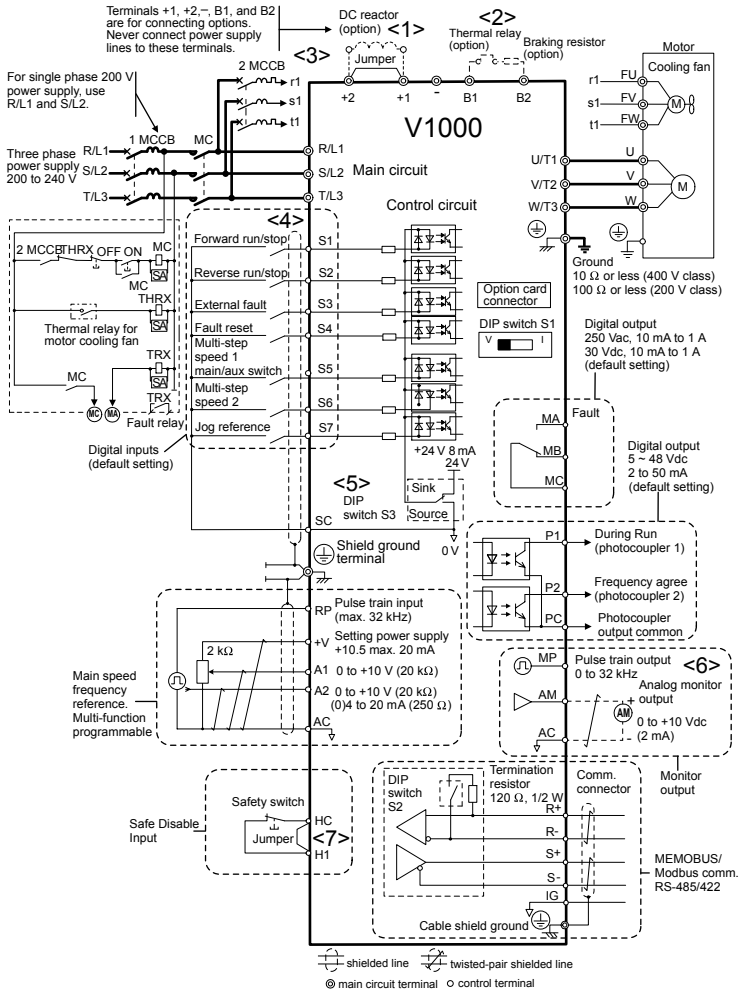 Terminals +1, +2,–, B1, and B2
are for connecting options.
Never connect power supply
lines to these terminals.
DC reactor
(option)
<1>
Jumper
<2>
Thermal relay
(option)
Braking resistor
(option)
Motor
Cooling fan
r1
FU
s1
FV
t1
FW
M
U
V
W
M
For single phase 200 V
power supply, use
R/L1 and S/L2.
2 MCCB
<3>
r1
s1
t1
+2
+1
–
B1
B2
V1000
1 MCCB
MC
Three phase
power supply
200 to 240 V
R/L1
S/L2
T/L3
R/L1
S/L2
T/L3
Main circuit
Control circuit
U/T1
V/T2
W/T3
Ground
10 Ω or less (400 V class)
100 Ω or less (200 V class)
2 MCCB
THRX
OFF
ON
MC
SA
MC
THRX
SA
Thermal relay for
motor cooling fan
TRX
SA
MC
TRX
MC
MA
Fault relay
Digital inputs
(default setting)
<4>
Forward run/stop
S1
Reverse run/stop
S2
External fault
S3
Fault reset
S4
Multi-step
speed 1
main/aux switch
S5
Multi-step
speed 2
S6
Jog reference
S7
Option card
connector
DIP switch S1
V
I
+24 V 8 mA
24 V
Sink
Source
0 V
<5>
DIP
switch S3
SC
Shield ground
terminal
Digital output
250 Vac, 10 mA to 1 A
30 Vdc, 10 mA to 1 A
(default setting)
Fault
MA
MB
MC
Digital output
5 ~ 48 Vdc
2 to 50 mA
(default setting)
P1
During Run
(photocoupler 1)
P2
Frequency agree
(photocoupler 2)
PC
Photocoupler
output common
Main speed
frequency
reference.
Multi-function
programmable
2 kΩ
RP
Pulse train input
(max. 32 kHz)
+V
Setting power supply
+10.5 max. 20 mA
A1
0 to +10 V (20 kΩ)
A2
0 to +10 V (20 kΩ)
(0)4 to 20 mA (250 Ω)
AC
MP
Pulse train output
0 to 32 kHz
<6>
AM
Analog monitor
output
+
AM
–
0 to +10 Vdc
(2 mA)
AC
Monitor
output
Safe Disable
Input
Safety switch
Jumper
HC
H1
<7>
DIP
switch
S2
Termination
resistor
120 Ω, 1/2 W
Comm.
connector
R+
R-
S+
S-
IG
Cable shield ground
MEMOBUS/
Modbus comm.
RS-485/422
shielded line
twisted-pair shielded line
main circuit terminal
control terminal